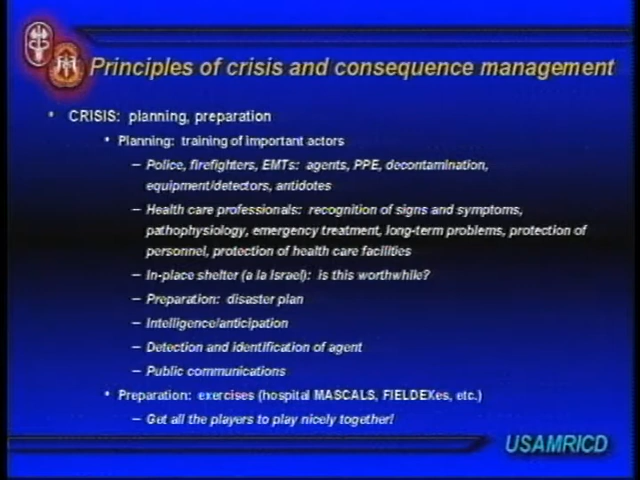 Principles of crisis and consequence management
• CRISIS: planning, preparation
• Planning: training of important actors
– Police, firefighters, EMTs: agents, PPE, decontamination,
equipment/detectors, antidotes
– Health care professionals: recognition of signs and symptoms,
pathophysiology, emergency treatment, long-term problems, protection of
personnel, protection of health care facilities
– In-place shelter (a la Israel): is this worthwhile?
– Preparation: disaster plan
– Intelligence/anticipation
– Detection and identification of agent
– Public communications
• Preparation: exercises (hospital MASCALS, FIELDEXes, etc.)
– Get all the players to play nicely together!
USAMRICD